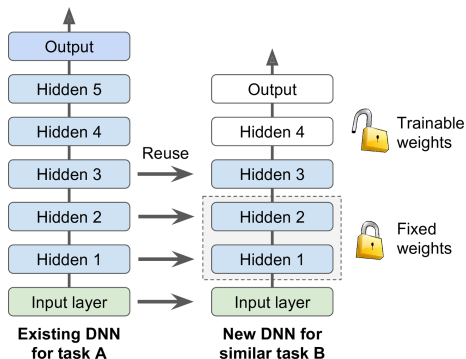 Output
Hidden 5
Hidden 4
Hidden 3
Hidden 2
Hidden 1
Input layer
Existing DNN
for task A
Reuse
Output
Hidden 4
Hidden 3
Hidden 2
Hidden 1
Input layer
New DNN for
similar task B
Trainable
weights
Fixed
weights